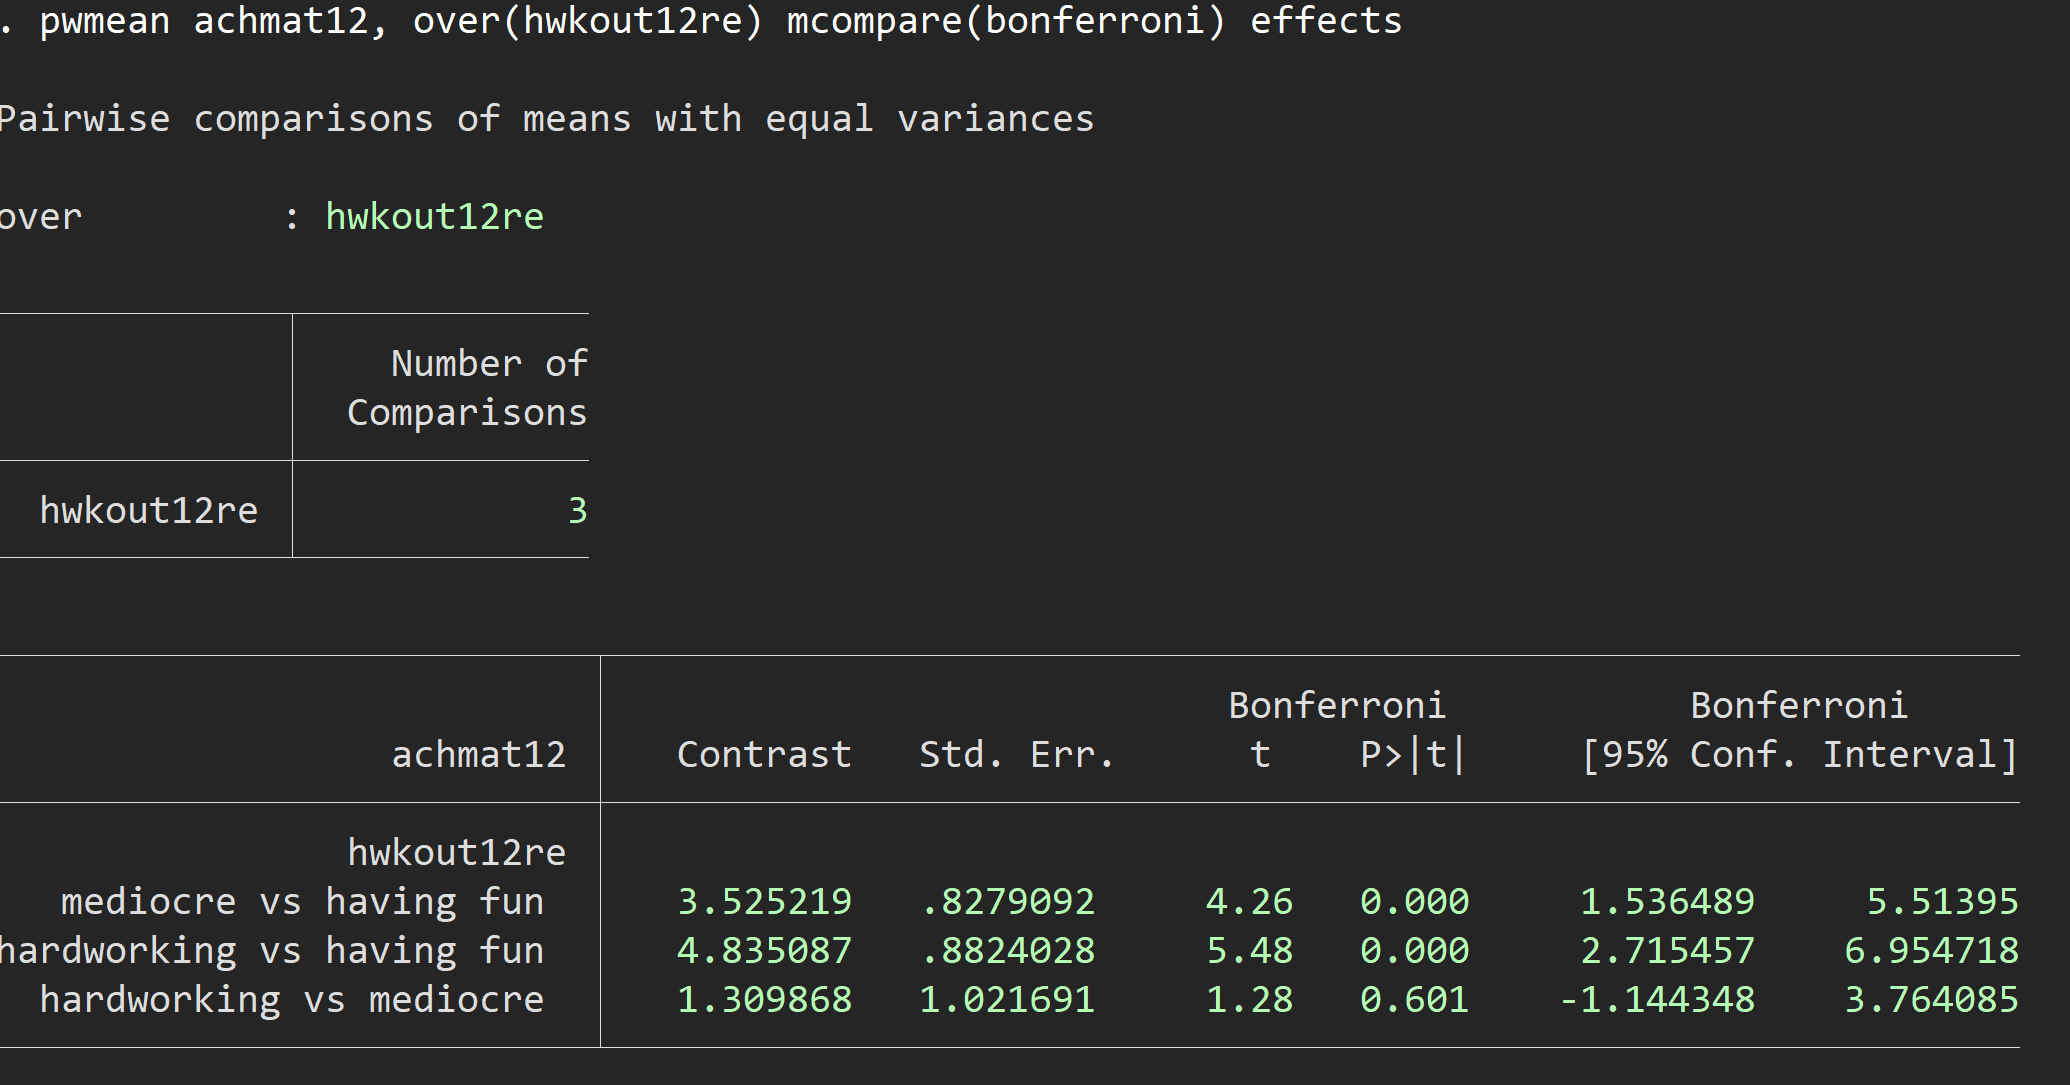 . pwmean achmat12, over(hwkout12re) mcompare(bonferroni) effects
Pairwise comparisons of means with equal variances
over : hwkout12re
Number of
Comparisons
hwkout12re 3
Bonferroni Bonferroni
achmat12 Contrast Std. Err. t P>|t| [95% Conf. Interval]
hwkout12re
mediocre vs having fun 3.525219 .8279092 4.26 0.000 1.536489 5.51395
hardworking vs having fun 4.835087 .8824028 5.48 0.000 2.715457 6.954718
hardworking vs mediocre 1.309868 1.021691 1.28 0.601 -1.144348 3.764085